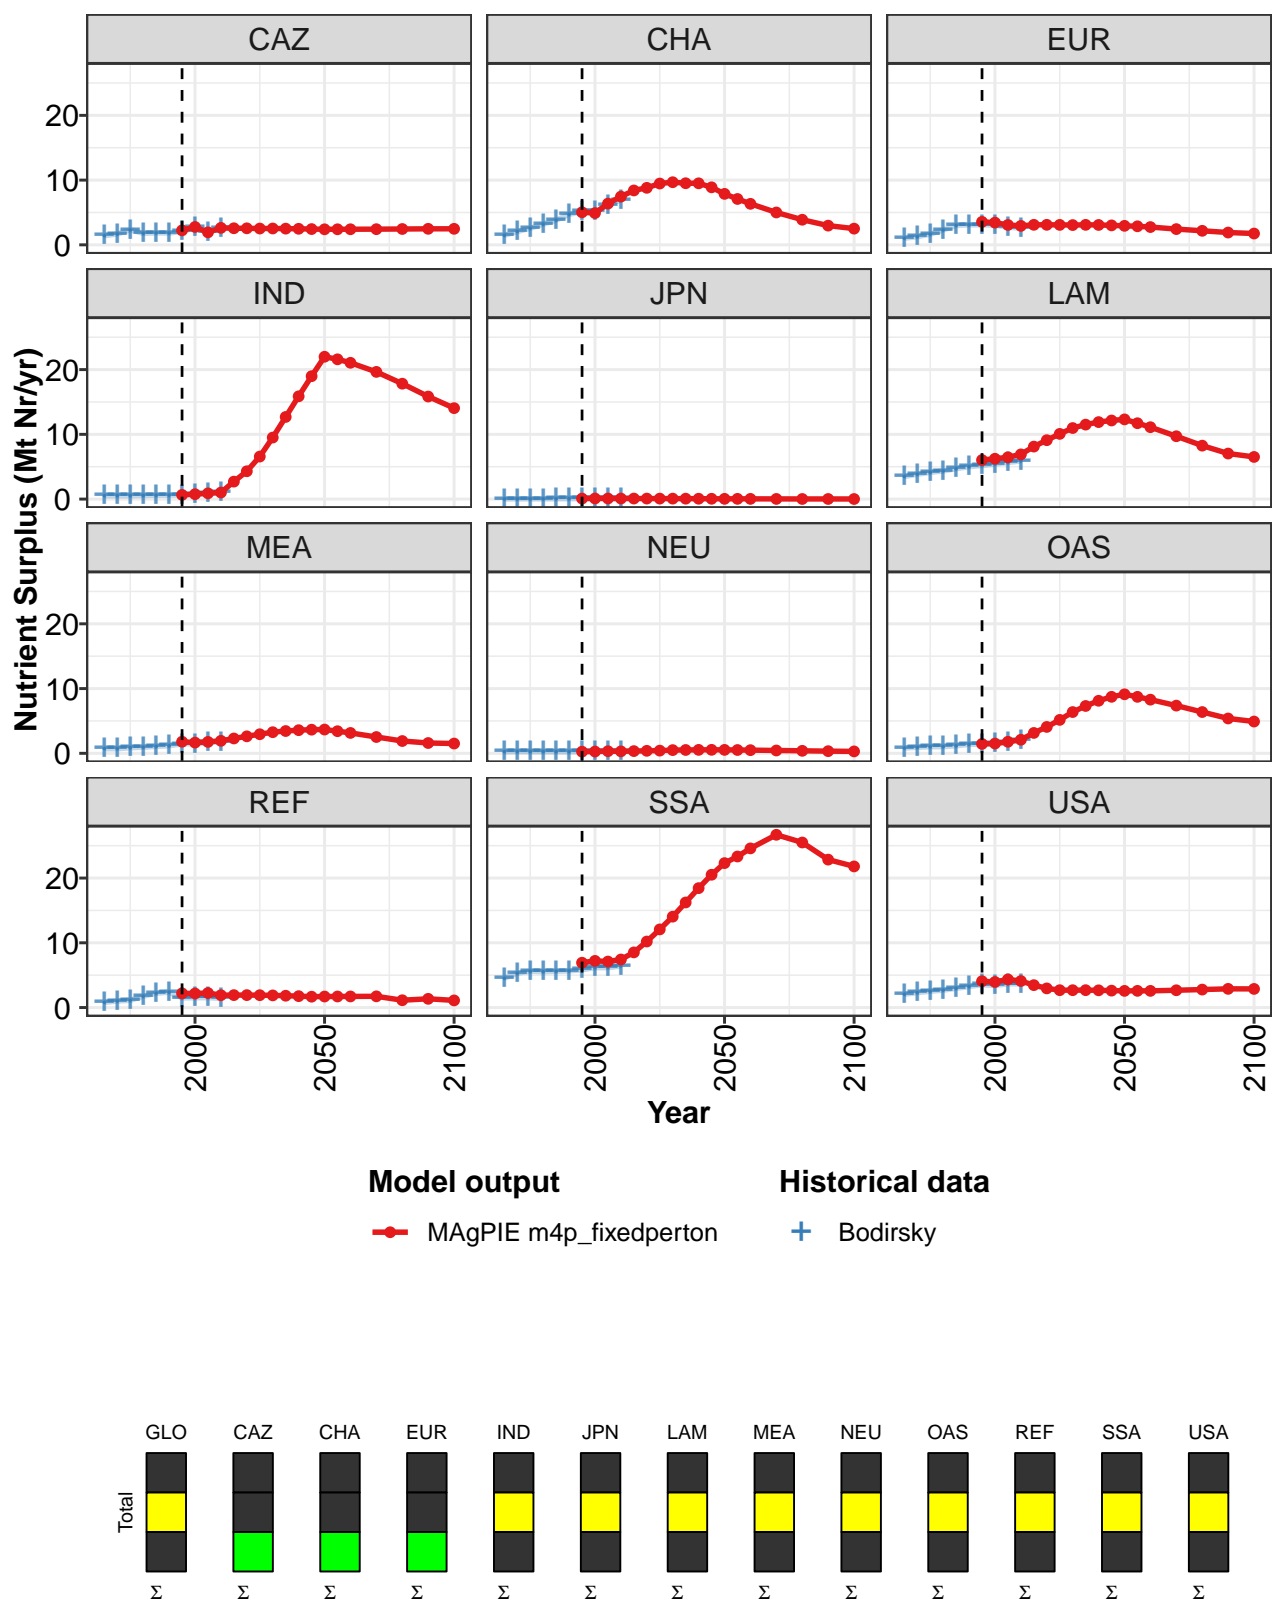 CAZ CHA EUR
20
10
0
IND JPN LAM
20
10
0
MEA NEU OAS
20
10
0
REF SSA USA
20
10
0
Nutrient Surplus (Mt Nr/yr)
2000 2050 2100 2000 2050 2100 2000 2050 2100
Year
Model output Historical data
MAgPIE m4p_fixedperton Bodirsky
GLO CAZ CHA EUR IND JPN LAM MEA NEU OAS REF SSA USA
Total
Σ Σ Σ Σ Σ Σ Σ Σ Σ Σ Σ Σ Σ